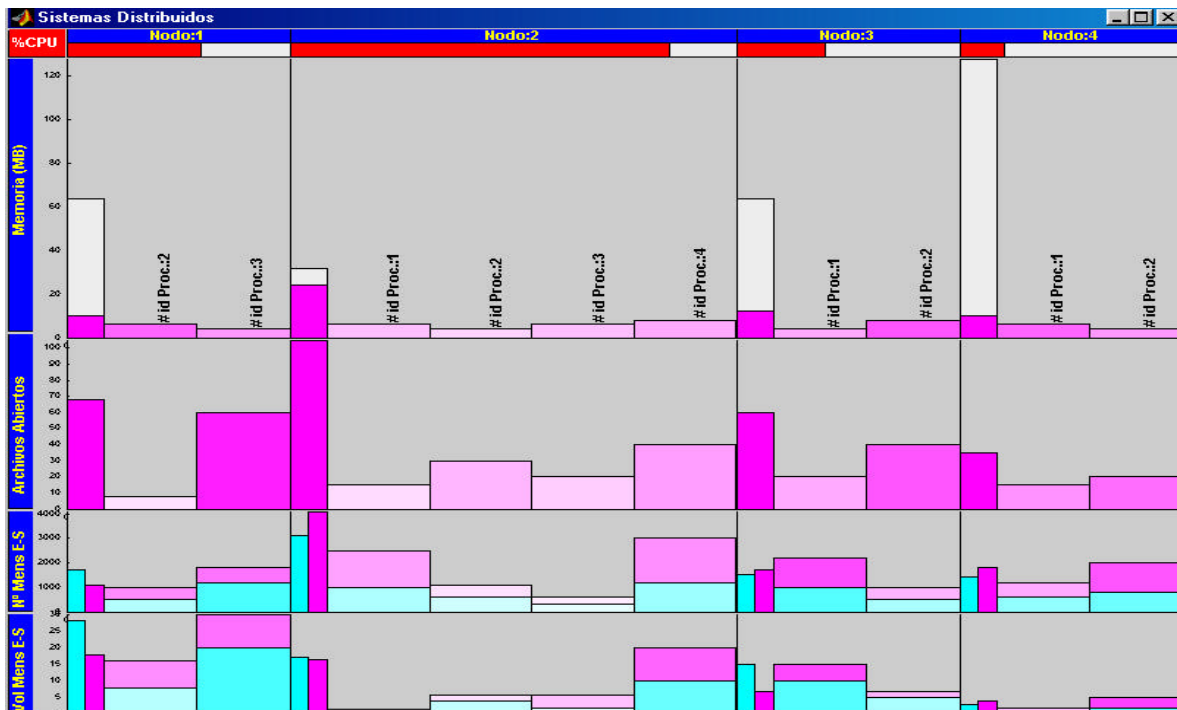 Sistemas Distribuidos
%CPU
Nodo:1
Nodo:2
Nodo:3
Nodo:4
Memoria (MB)
120
100
80
60
40
20
0
#id Proc.:2
#id Proc.:3
#id Proc.:1
#id Proc.:2
#id Proc.:3
#id Proc.:4
#id Proc.:1
#id Proc.:2
#id Proc.:1
#id Proc.:2
Archivos Abiertos
100
90
80
70
60
50
40
30
20
10
Nº Mens E-S
4000
3000
2000
1000
Vol Mens E-S
25
20
15
10
5